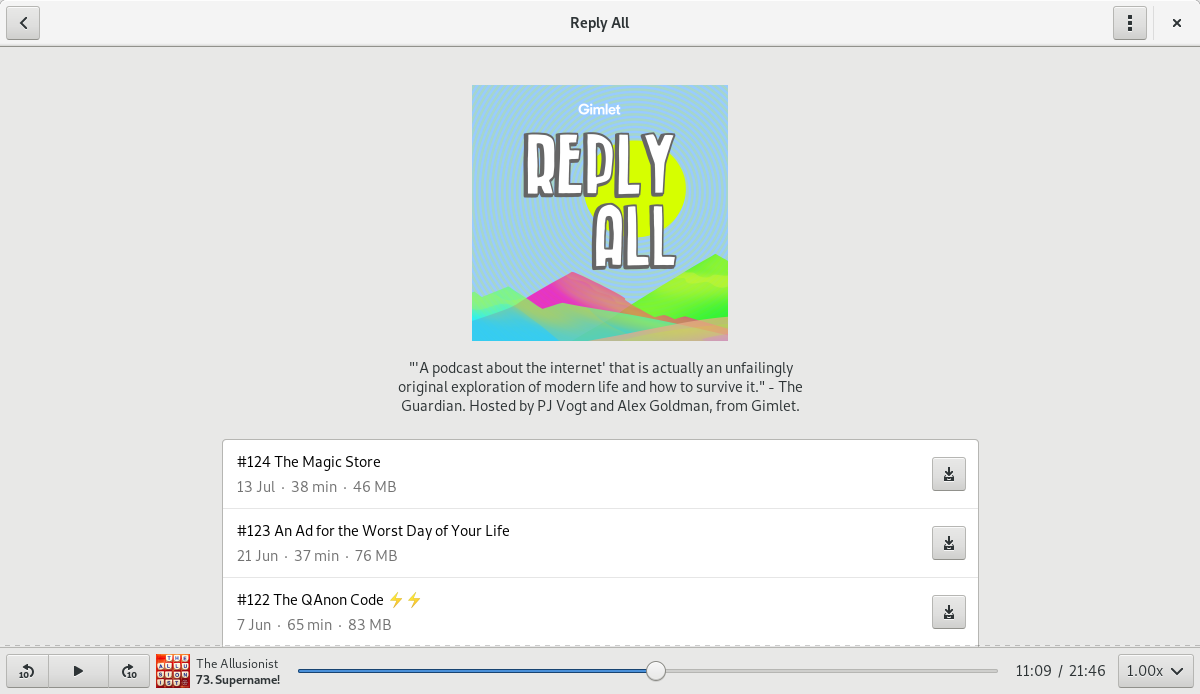 Reply All
Gimlet
REPLY
ALL
"'A podcast about the internet' that is actually an unfailingly
original exploration of modern life and how to survive it." - The
Guardian. Hosted by PJ Vogt and Alex Goldman, from Gimlet.
#124 The Magic Store
13 Jul · 38 min · 46 MB
#123 An Ad for the Worst Day of Your Life
21 Jun · 37 min · 76 MB
#122 The QAnon Code ⚡⚡
7 Jun · 65 min · 83 MB
10
10
THE
ALLU
SION
IST
The Allusionist
73. Supername!
11:09 / 21:46
1.00x